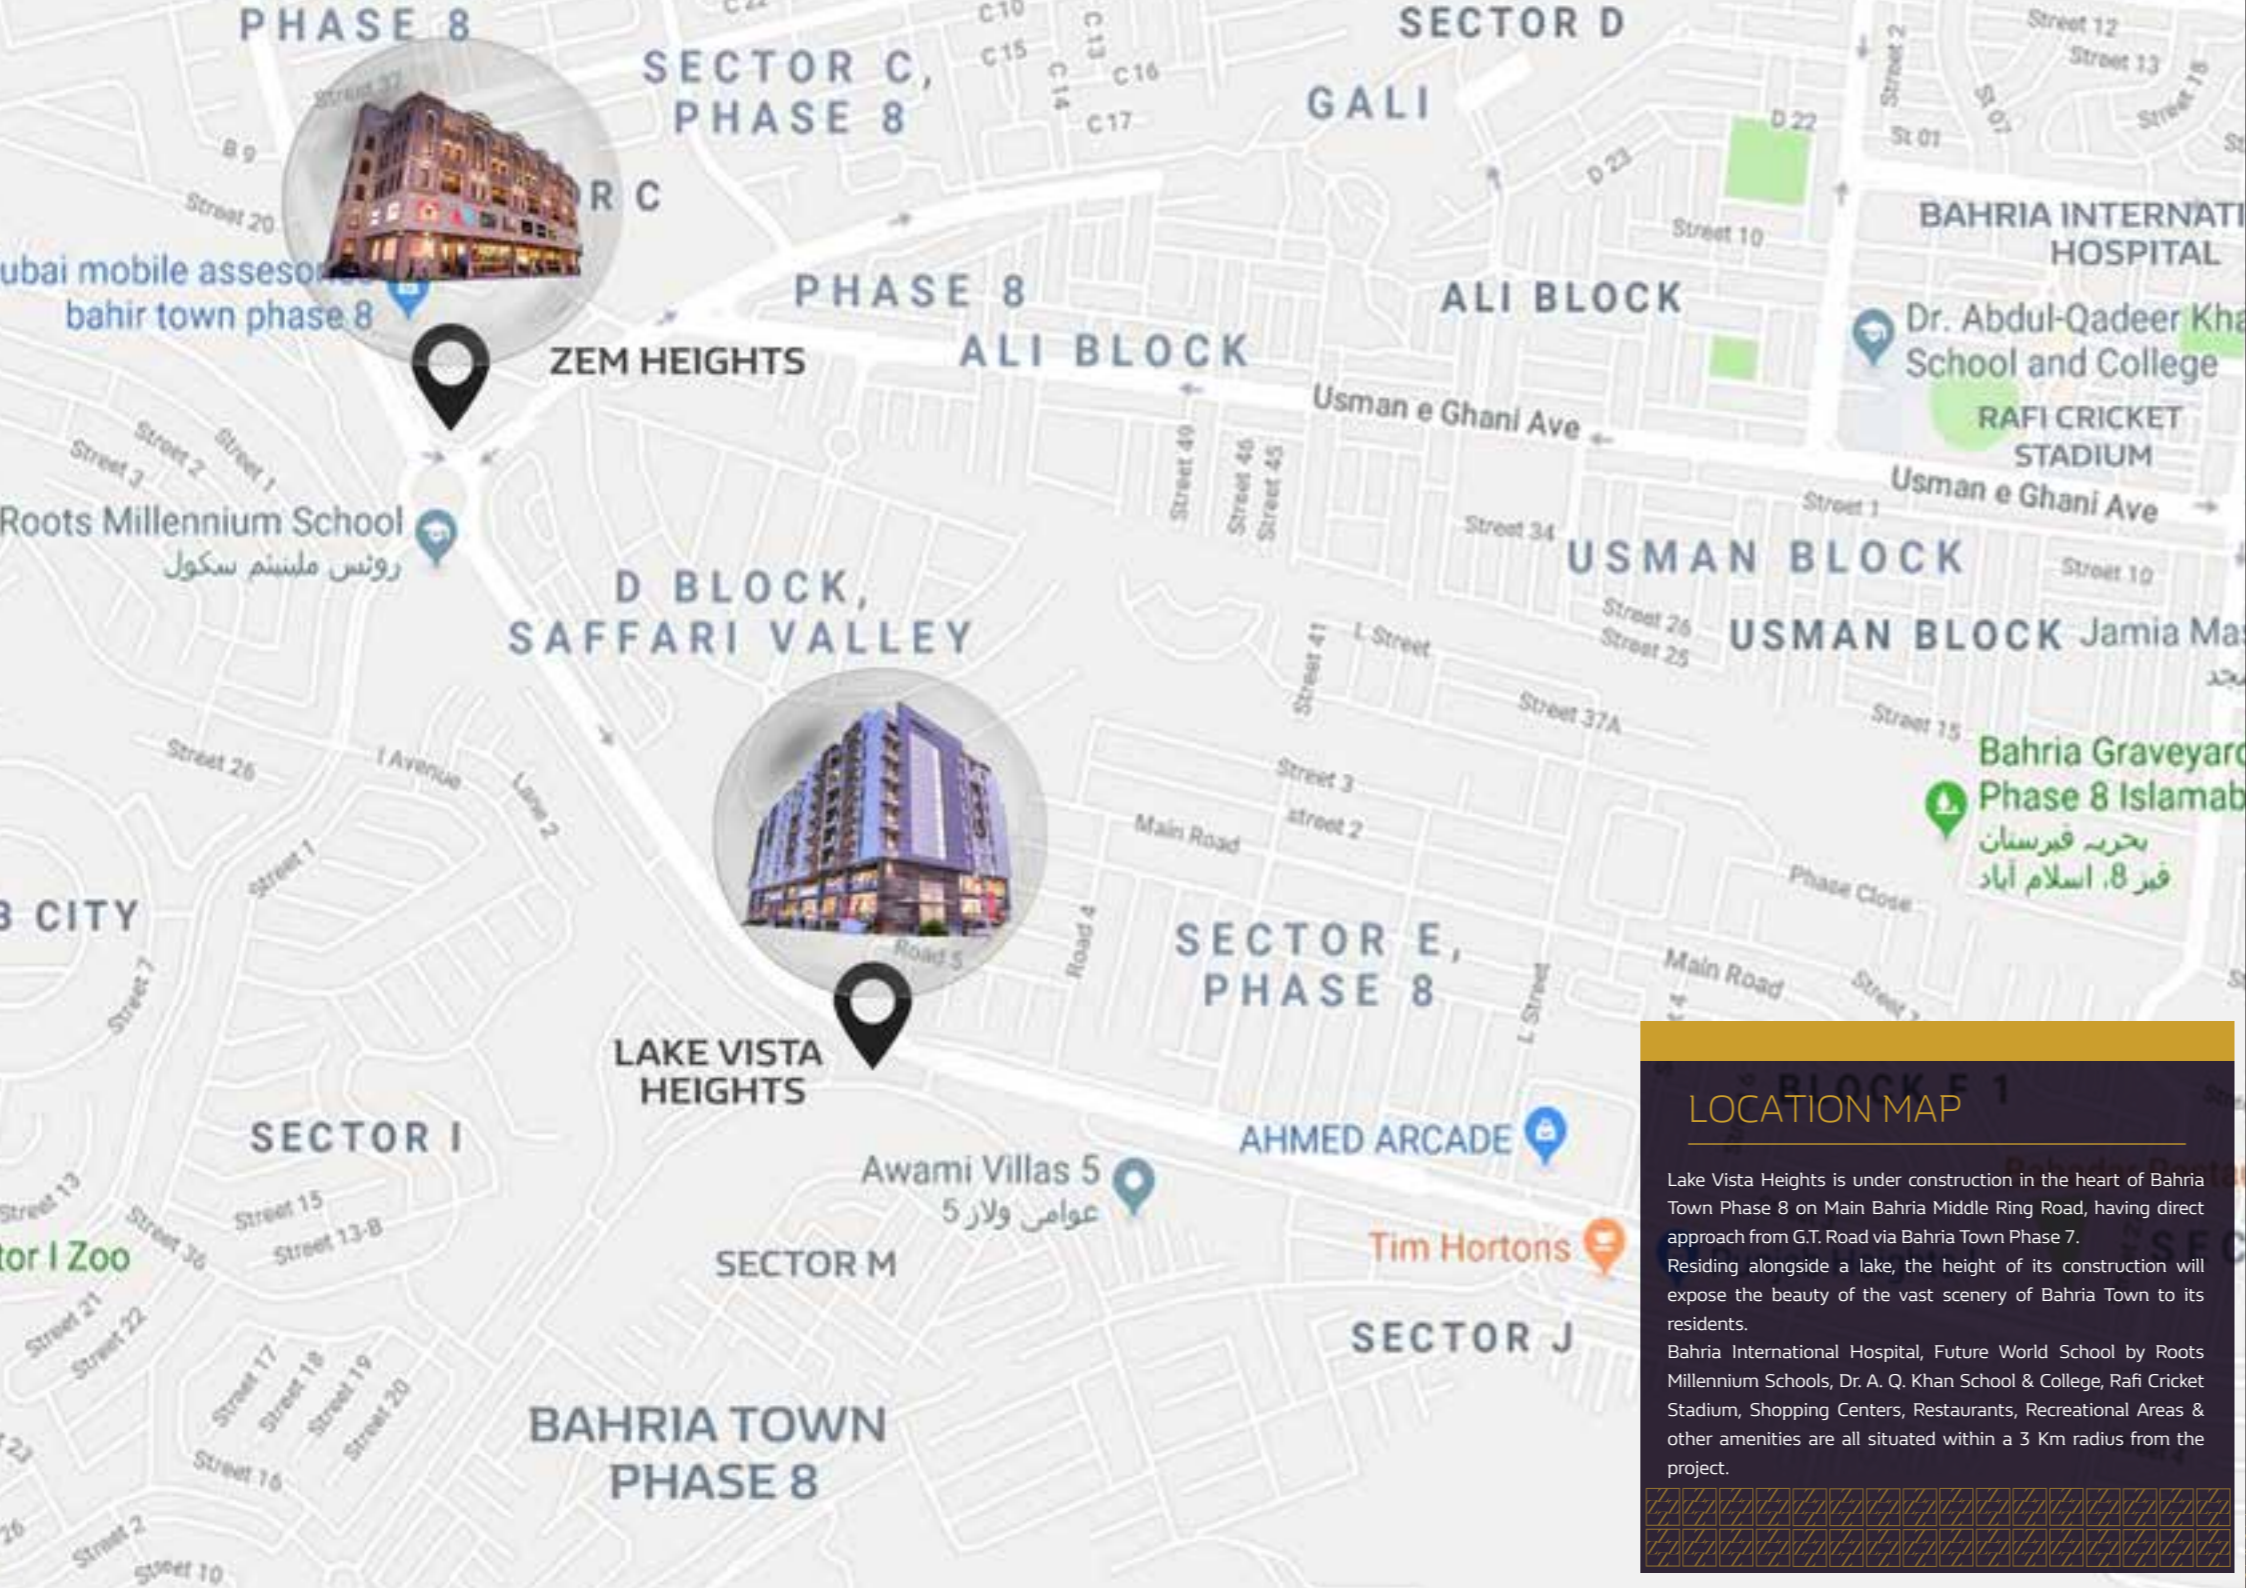 PHASE 8
SECTOR C,
PHASE 8
C 10
C 13
C 15
C 14
C 16
C 17
SECTOR D
GALI
Street 2
Street 12
Street 13
Street 18
St 07
St 01
D 22
D 23
B 9
Street 20
R C
ubai mobile asseso
bahir town phase 8
ZEM HEIGHTS
PHASE 8
ALI BLOCK
ALI BLOCK
Street 10
BAHRIA INTERNATI
HOSPITAL
Dr. Abdul-Qadeer Kha
School and College
RAFI CRICKET
STADIUM
Usman e Ghani Ave
Usman e Ghani Ave
Street 1
Street 2
Street 3
Street 49
Street 46
Street 45
Street 34
Street 1
Street 10
Roots Millennium School
روٹس ملینیئم سکول
D BLOCK,
SAFFARI VALLEY
USMAN BLOCK
USMAN BLOCK
Jamia Mas
Street 26
Street 25
Street 41
L Street
Street 37A
Street 15
Bahria Graveyard
Phase 8 Islamab
بحریہ قبرستان
فیز 8، اسلام آباد
Street 26
I Avenue
Lane 2
Street 3
street 2
Main Road
Street 1
Phase Close
B CITY
Street 7
Road 5
Road 4
SECTOR E,
PHASE 8
L Street
Main Road
LAKE VISTA
HEIGHTS
SECTOR I
AHMED ARCADE
Awami Villas 5
عوامی ولاز 5
Tim Hortons
Street 13
Street 15
Street 13-B
Street 36
tor I Zoo
SECTOR M
SECTOR J
Street 21
Street 22
Street 17
Street 18
Street 19
Street 20
Street 16
BAHRIA TOWN
PHASE 8
Street 2
Street 10
BLOCK F 1
LOCATION MAP
Lake Vista Heights is under construction in the heart of Bahria
Town Phase 8 on Main Bahria Middle Ring Road, having direct
approach from G.T. Road via Bahria Town Phase 7.
Residing alongside a lake, the height of its construction will
expose the beauty of the vast scenery of Bahria Town to its
residents.
Bahria International Hospital, Future World School by Roots
Millennium Schools, Dr. A. Q. Khan School & College, Rafi Cricket
Stadium, Shopping Centers, Restaurants, Recreational Areas &
other amenities are all situated within a 3 Km radius from the
project.